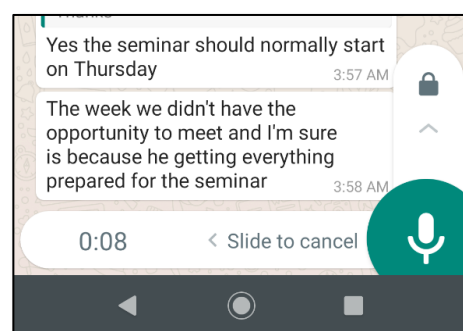 Thanks
Yes the seminar should normally start
on Thursday
3:57 AM
The week we didn't have the
opportunity to meet and I'm sure
is because he getting everything
prepared for the seminar
3:58 AM
0:08
< Slide to cancel